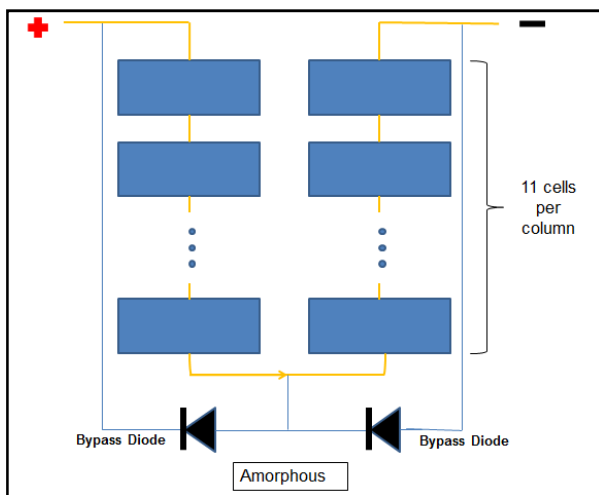 11 cells
per
column
Bypass Diode
Bypass Diode
Amorphous